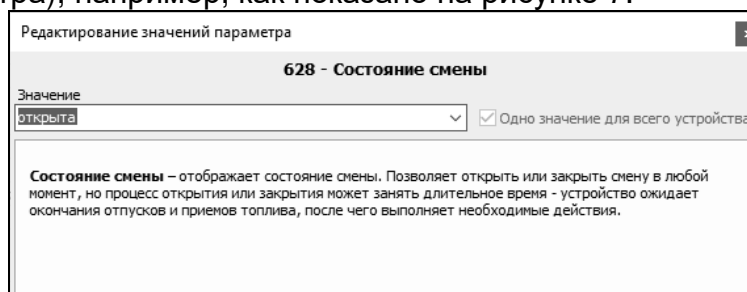 тра), например, как показано на рисунке 7.
Редактирование значений параметра
628 - Состояние смены
Значение
открыта
Одно значение для всего устройства
Состояние смены – отображает состояние смены. Позволяет открыть или закрыть смену в любой
момент, но процесс открытия или закрытия может занять длительное время - устройство ожидает
окончания отпусков и приемов топлива, после чего выполняет необходимые действия.